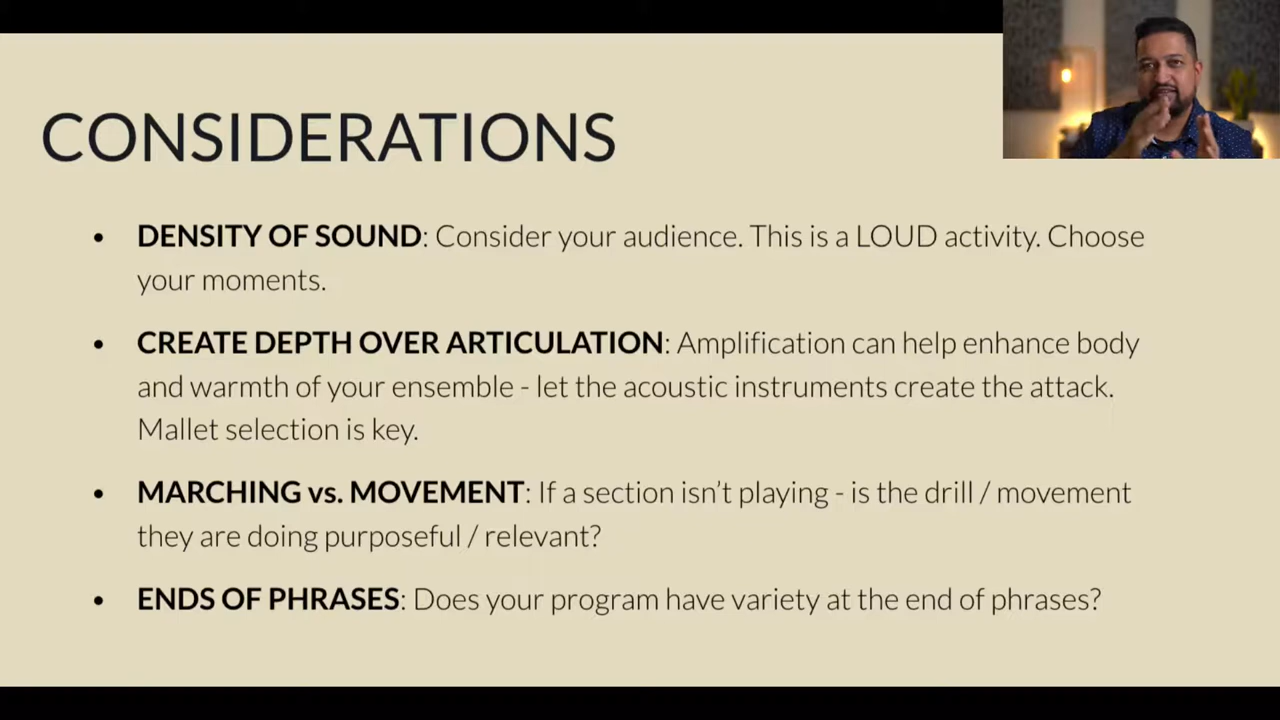 CONSIDERATIONS
• DENSITY OF SOUND: Consider your audience. This is a LOUD activity. Choose
your moments.
• CREATE DEPTH OVER ARTICULATION: Amplification can help enhance body
and warmth of your ensemble - let the acoustic instruments create the attack.
Mallet selection is key.
• MARCHING vs. MOVEMENT: If a section isn’t playing - is the drill / movement
they are doing purposeful / relevant?
• ENDS OF PHRASES: Does your program have variety at the end of phrases?